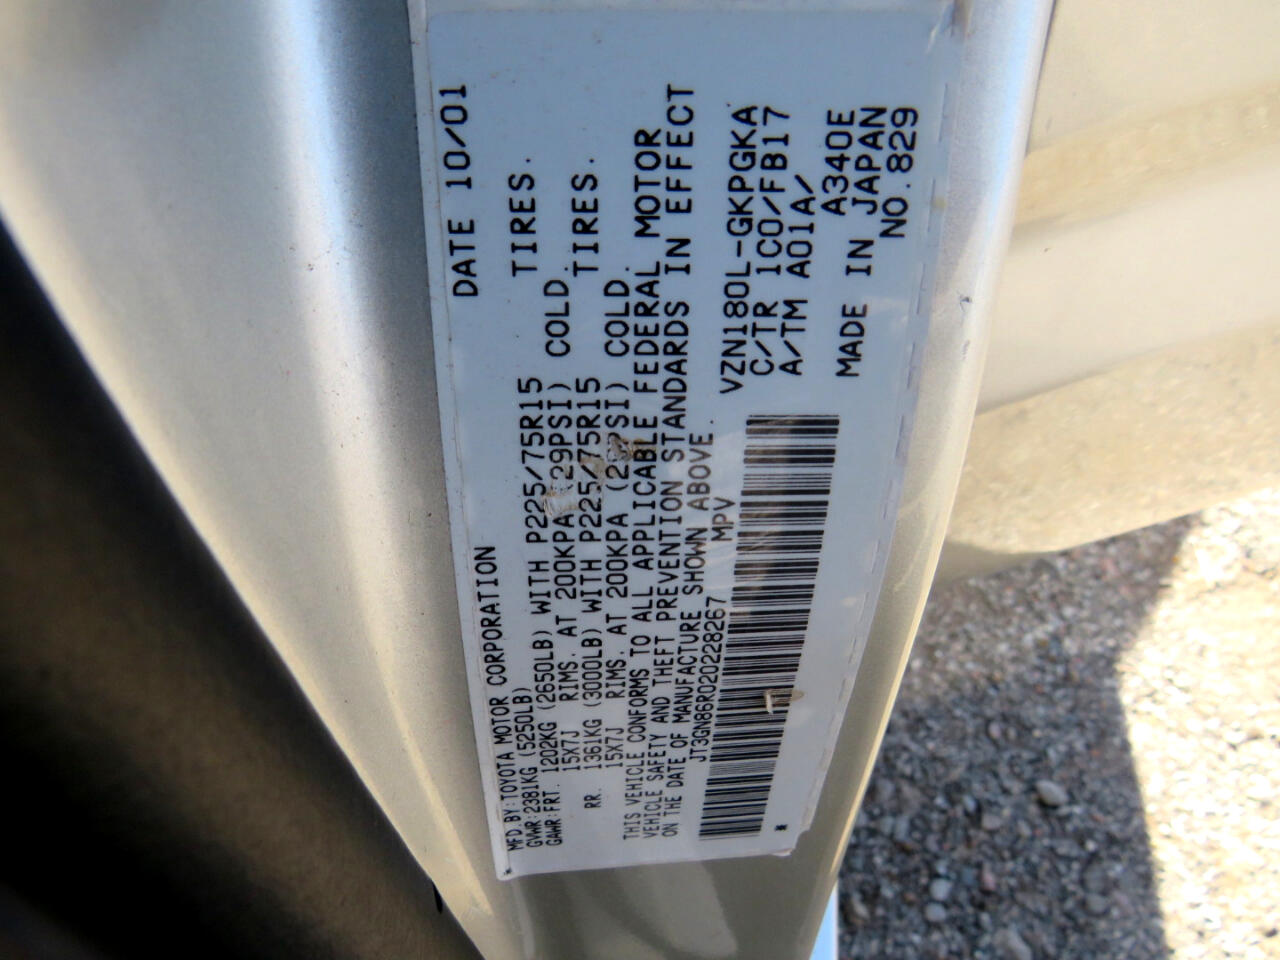 MFD.BY:TOYOTA MOTOR CORPORATION DATE 10/01
GVWR:2381KG (5250LB)
GAWR:FRT. 1202KG (2650LB) WITH P225/75R15 TIRES.
15X7J RIMS. AT 200KPA (29PSI) COLD.
RR. 1361KG (3000LB) WITH P225/75R15 TIRES.
15X7J RIMS. AT 200KPA (29PSI) COLD.
THIS VEHICLE CONFORMS TO ALL APPLICABLE FEDERAL MOTOR
VEHICLE SAFETY AND THEFT PREVENTION STANDARDS IN EFFECT
ON THE DATE OF MANUFACTURE SHOWN ABOVE.
JT3GN86R020228267 MPV
VZN180L-GKPGKA
C/TR 1C0/FB17
A/TM A01A/ A340E
MADE IN JAPAN
NO.829